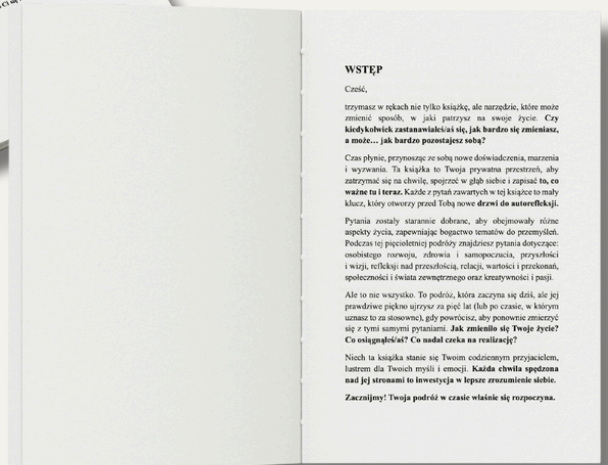 WSTĘP
Cześć,
trzymasz w rękach nie tylko książkę, ale narzędzie, które może
zmienić sposób, w jaki patrzysz na swoje życie. Czy
kiedykolwiek zastanawiałeś/aś się, jak bardzo się zmieniasz,
a może… jak bardzo pozostajesz sobą?
Czas płynie, przynosząc ze sobą nowe doświadczenia, marzenia
i wyzwania. Ta książka to Twoja prywatna przestrzeń, aby
zatrzymać się na chwilę, spojrzeć w głąb siebie i zapisać to, co
ważne tu i teraz. Każde z pytań zawartych w tej książce to mały
klucz, który otworzy przed Tobą nowe drzwi do autorefleksji.
Pytania zostały starannie dobrane, aby obejmowały różne
aspekty życia, zapewniając bogactwo tematów do przemyśleń.
Podczas tej pięcioletniej podróży znajdziesz pytania dotyczące:
osobistego rozwoju, zdrowia i samopoczucia, przyszłości
i wizji, refleksji nad przeszłością, relacji, wartości i przekonań,
społeczności i świata zewnętrznego oraz kreatywności i pasji.
Ale to nie wszystko. To podróż, która zaczyna się dziś, ale jej
prawdziwe piękno ujrzysz za pięć lat (lub po czasie, w którym
uznasz to za stosowne), gdy powrócisz, aby ponownie zmierzyć
się z tymi samymi pytaniami. Jak zmieniło się Twoje życie?
Co osiągnąłeś/aś? Co nadal czeka na realizację?
Niech ta książka stanie się Twoim codziennym przyjacielem,
lustrem dla Twoich myśli i emocji. Każda chwila spędzona
nad jej stronami to inwestycja w lepsze zrozumienie siebie.
Zacznijmy! Twoja podróż w czasie właśnie się rozpoczyna.